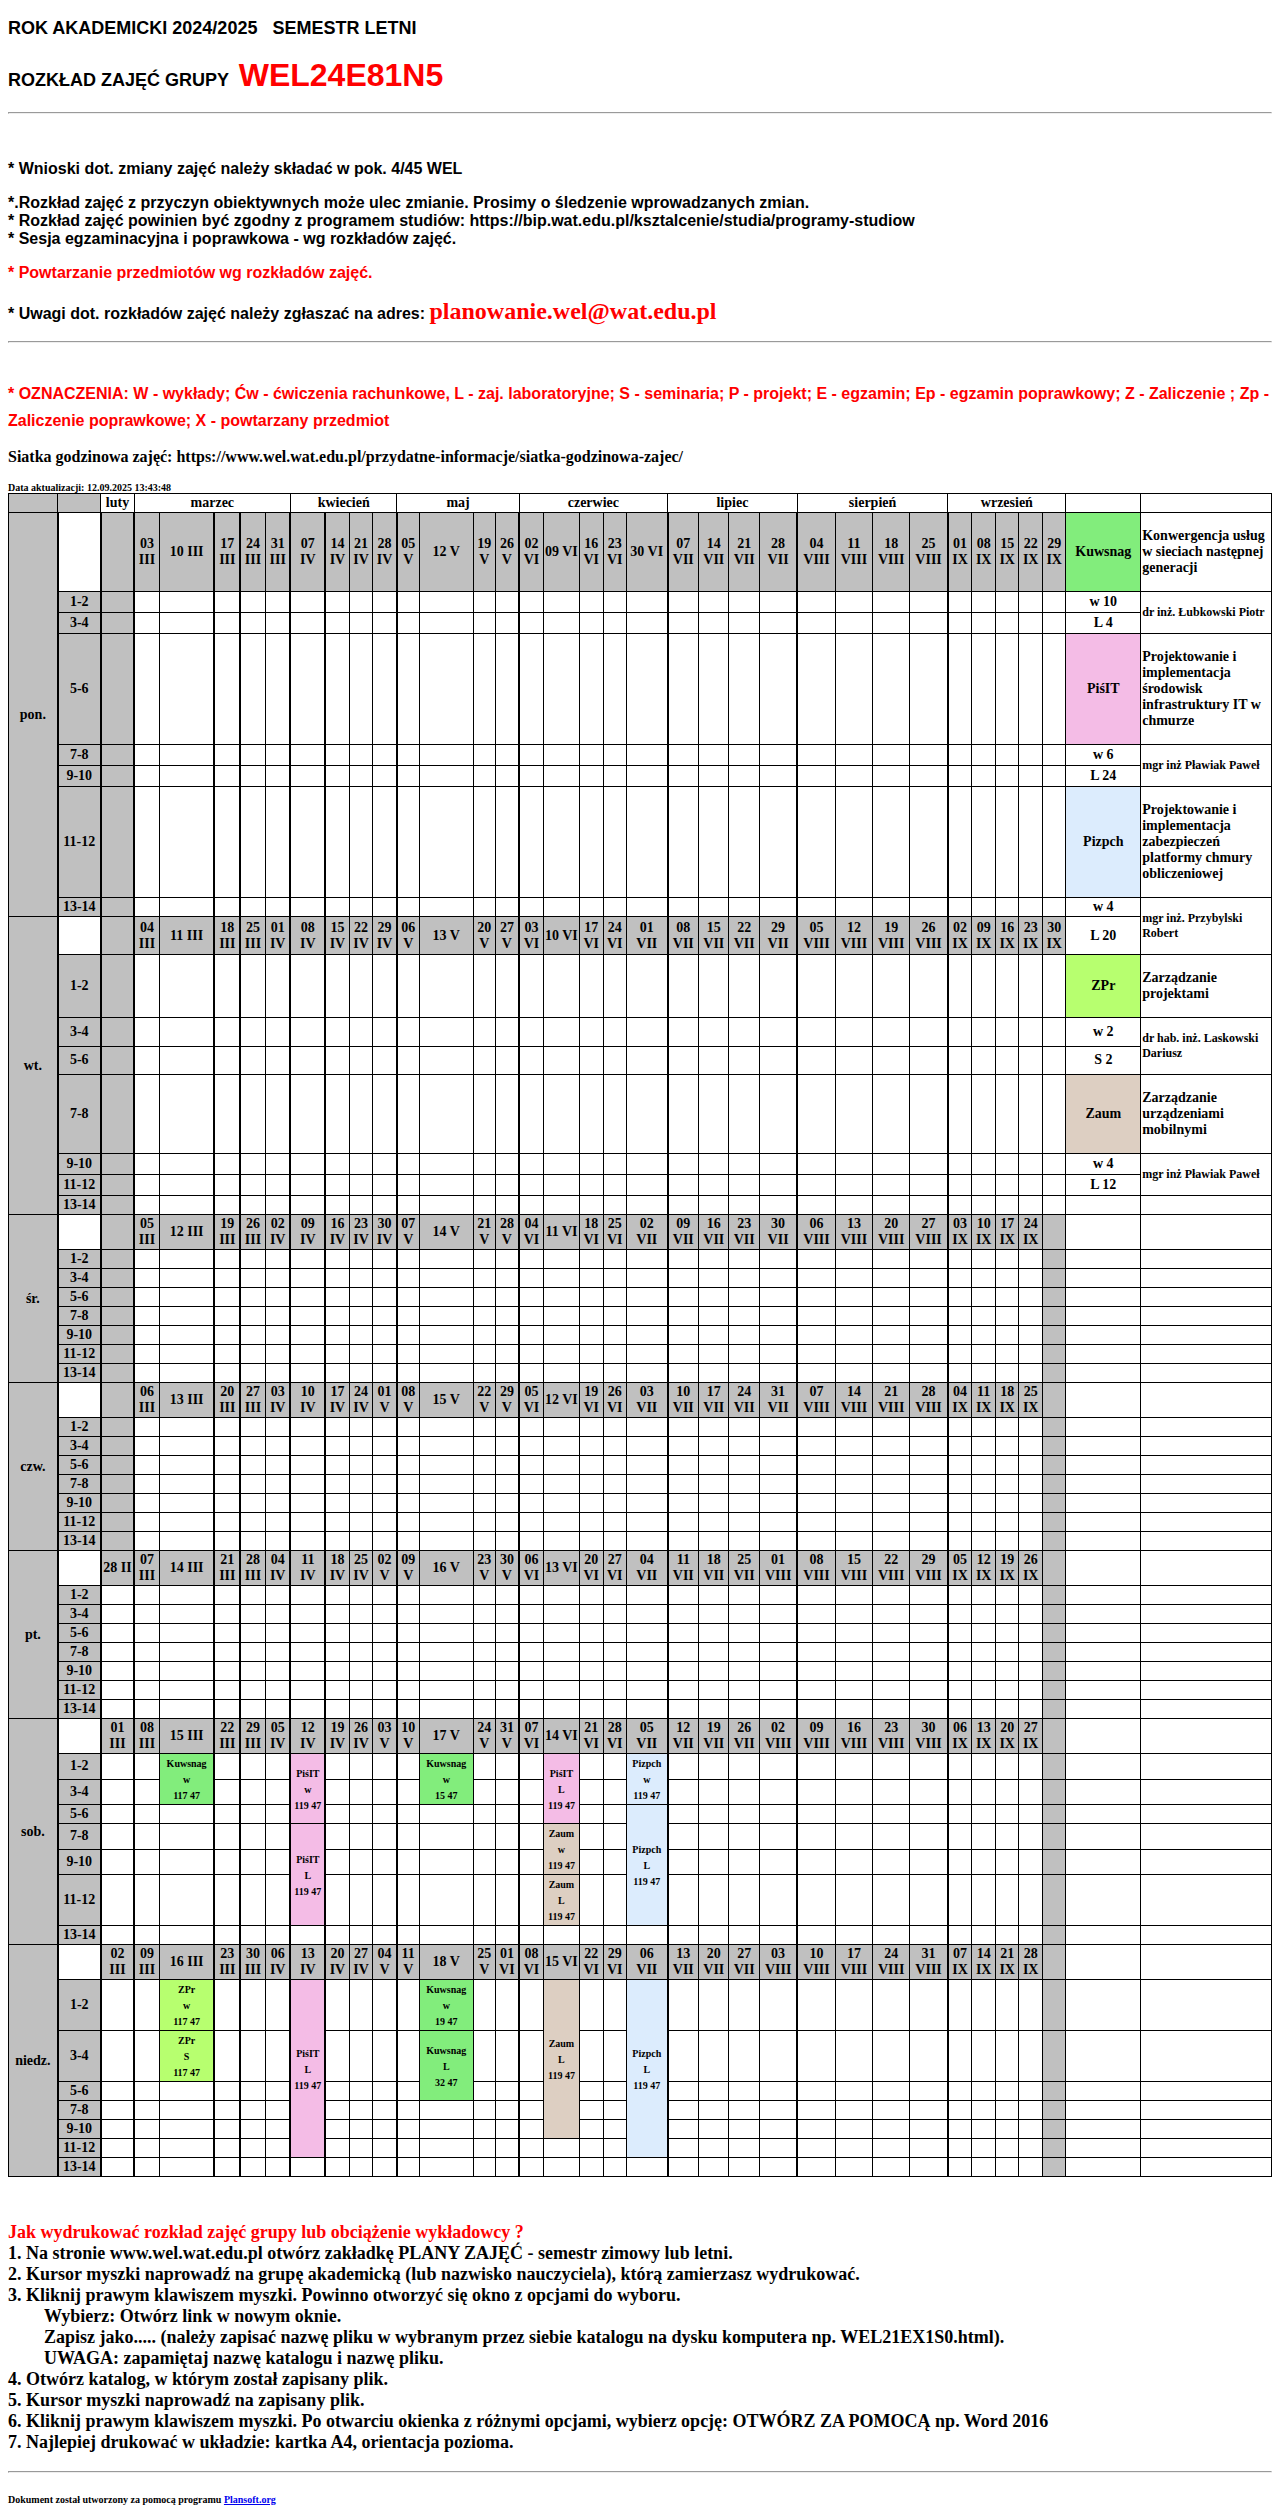 ROK AKADEMICKI 2024/2025 SEMESTR LETNI
ROZKŁAD ZAJĘĆ GRUPY WEL24E81N5
* Wnioski dot. zmiany zajęć należy składać w pok. 4/45 WEL
*.Rozkład zajęć z przyczyn obiektywnych może ulec zmianie. Prosimy o śledzenie wprowadzanych zmian.
* Rozkład zajęć powinien być zgodny z programem studiów: https://bip.wat.edu.pl/ksztalcenie/studia/programy-studiow
* Sesja egzaminacyjna i poprawkowa - wg rozkładów zajęć.
* Powtarzanie przedmiotów wg rozkładów zajęć.
* Uwagi dot. rozkładów zajęć należy zgłaszać na adres: planowanie.wel@wat.edu.pl
* OZNACZENIA: W - wykłady; Ćw - ćwiczenia rachunkowe, L - zaj. laboratoryjne; S - seminaria; P - projekt; E - egzamin; Ep - egzamin poprawkowy; Z - Zaliczenie ; Zp -
Zaliczenie poprawkowe; X - powtarzany przedmiot
Siatka godzinowa zajęć: https://www.wel.wat.edu.pl/przydatne-informacje/siatka-godzinowa-zajec/
Data aktualizacji: 12.09.2025 13:43:48
luty marzec kwiecień maj czerwiec lipiec sierpień wrzesień
pon. 03 III 10 III 17 III 24 III 31 III 07 IV 14 IV 21 IV 28 IV 05 V 12 V 19 V 26 V 02 VI 09 VI 16 VI 23 VI 30 VI 07 VII 14 VII 21 VII 28 VII 04 VIII 11 VIII 18 VIII 25 VIII 01 IX 08 IX 15 IX 22 IX 29 IX Kuwsnag Konwergencja usług w sieciach następnej generacji
1-2 w 10 dr inż. Łubkowski Piotr
3-4 L 4
5-6 PiśIT Projektowanie i implementacja środowisk infrastruktury IT w chmurze
7-8 w 6 mgr inż Pławiak Paweł
9-10 L 24
11-12 Pizpch Projektowanie i implementacja zabezpieczeń platformy chmury obliczeniowej
13-14 w 4 mgr inż. Przybylski Robert
wt. 04 III 11 III 18 III 25 III 01 IV 08 IV 15 IV 22 IV 29 IV 06 V 13 V 20 V 27 V 03 VI 10 VI 17 VI 24 VI 01 VII 08 VII 15 VII 22 VII 29 VII 05 VIII 12 VIII 19 VIII 26 VIII 02 IX 09 IX 16 IX 23 IX 30 IX L 20
1-2 ZPr Zarządzanie projektami
3-4 w 2 dr hab. inż. Laskowski Dariusz
5-6 S 2
7-8 Zaum Zarządzanie urządzeniami mobilnymi
9-10 w 4 mgr inż Pławiak Paweł
11-12 L 12
13-14
śr. 05 III 12 III 19 III 26 III 02 IV 09 IV 16 IV 23 IV 30 IV 07 V 14 V 21 V 28 V 04 VI 11 VI 18 VI 25 VI 02 VII 09 VII 16 VII 23 VII 30 VII 06 VIII 13 VIII 20 VIII 27 VIII 03 IX 10 IX 17 IX 24 IX
1-2
3-4
5-6
7-8
9-10
11-12
13-14
czw. 06 III 13 III 20 III 27 III 03 IV 10 IV 17 IV 24 IV 01 V 08 V 15 V 22 V 29 V 05 VI 12 VI 19 VI 26 VI 03 VII 10 VII 17 VII 24 VII 31 VII 07 VIII 14 VIII 21 VIII 28 VIII 04 IX 11 IX 18 IX 25 IX
1-2
3-4
5-6
7-8
9-10
11-12
13-14
pt. 28 II 07 III 14 III 21 III 28 III 04 IV 11 IV 18 IV 25 IV 02 V 09 V 16 V 23 V 30 V 06 VI 13 VI 20 VI 27 VI 04 VII 11 VII 18 VII 25 VII 01 VIII 08 VIII 15 VIII 22 VIII 29 VIII 05 IX 12 IX 19 IX 26 IX
1-2
3-4
5-6
7-8
9-10
11-12
13-14
sob. 01 III 08 III 15 III 22 III 29 III 05 IV 12 IV 19 IV 26 IV 03 V 10 V 17 V 24 V 31 V 07 VI 14 VI 21 VI 28 VI 05 VII 12 VII 19 VII 26 VII 02 VIII 09 VIII 16 VIII 23 VIII 30 VIII 06 IX 13 IX 20 IX 27 IX
1-2 Kuwsnag w 117 47 PiśIT w 119 47 Kuwsnag w 15 47 PiśIT L 119 47 Pizpch w 119 47
3-4
5-6 Pizpch L 119 47
7-8 PiśIT L 119 47 Zaum w 119 47
9-10
11-12 Zaum L 119 47
13-14
niedz. 02 III 09 III 16 III 23 III 30 III 06 IV 13 IV 20 IV 27 IV 04 V 11 V 18 V 25 V 01 VI 08 VI 15 VI 22 VI 29 VI 06 VII 13 VII 20 VII 27 VII 03 VIII 10 VIII 17 VIII 24 VIII 31 VIII 07 IX 14 IX 21 IX 28 IX
1-2 ZPr w 117 47 PiśIT L 119 47 Kuwsnag w 19 47 Zaum L 119 47 Pizpch L 119 47
3-4 ZPr S 117 47 Kuwsnag L 32 47
5-6
7-8
9-10
11-12
13-14
Jak wydrukować rozkład zajęć grupy lub obciążenie wykładowcy ?
1. Na stronie www.wel.wat.edu.pl otwórz zakładkę PLANY ZAJĘĆ - semestr zimowy lub letni.
2. Kursor myszki naprowadź na grupę akademicką (lub nazwisko nauczyciela), którą zamierzasz wydrukować.
3. Kliknij prawym klawiszem myszki. Powinno otworzyć się okno z opcjami do wyboru.
Wybierz: Otwórz link w nowym oknie.
Zapisz jako..... (należy zapisać nazwę pliku w wybranym przez siebie katalogu na dysku komputera np. WEL21EX1S0.html).
UWAGA: zapamiętaj nazwę katalogu i nazwę pliku.
4. Otwórz katalog, w którym został zapisany plik.
5. Kursor myszki naprowadź na zapisany plik.
6. Kliknij prawym klawiszem myszki. Po otwarciu okienka z różnymi opcjami, wybierz opcję: OTWÓRZ ZA POMOCĄ np. Word 2016
7. Najlepiej drukować w układzie: kartka A4, orientacja pozioma.
Dokument został utworzony za pomocą programu Plansoft.org